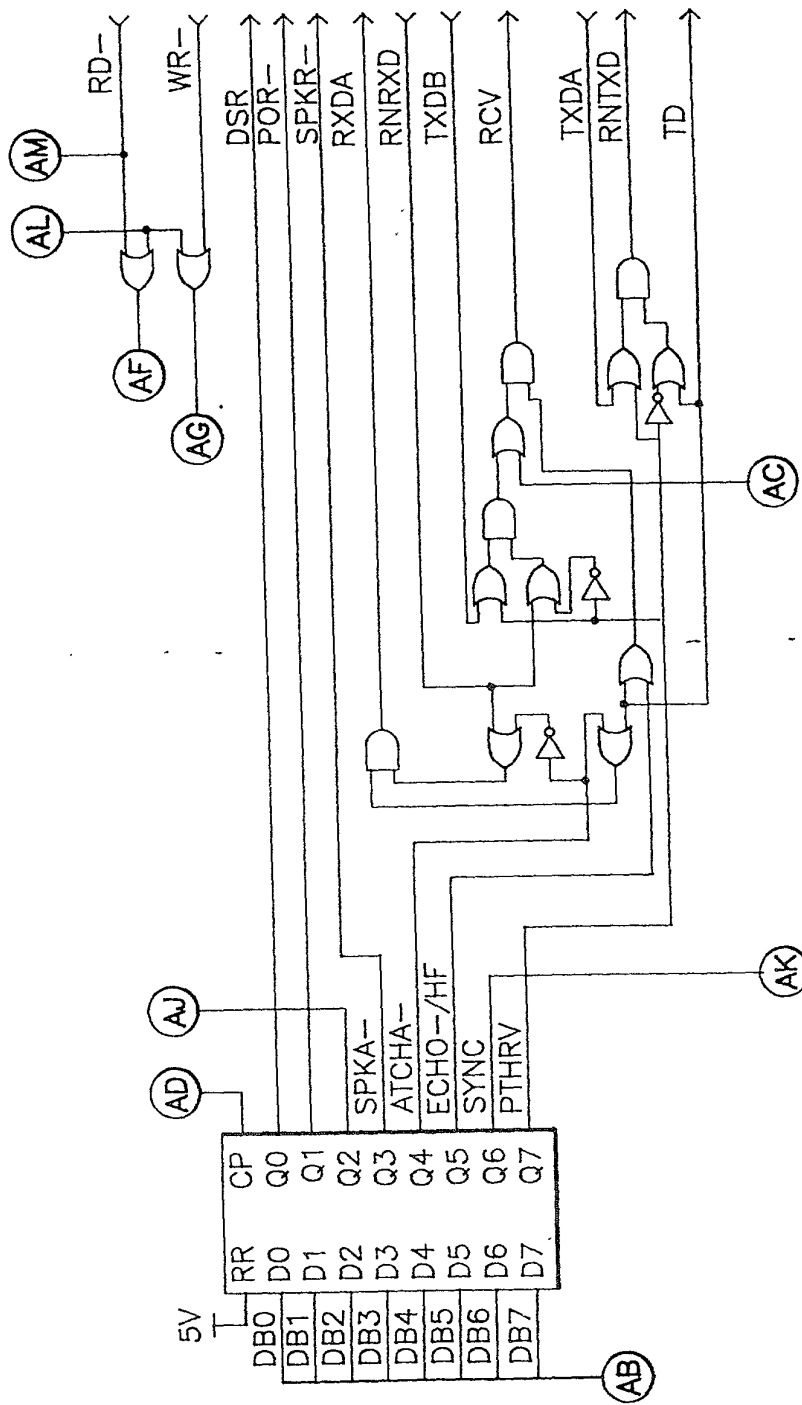 AM
AL
RD-
WR-
AF
AG
DSR
POR-
SPKR-
RXDA
RNRXD
TXDB
RCV
TXDA
RNTXD
TD
AC
AJ
AD
SPKA-
ATCHA-
ECHO-/HF
SYNC
PTHRV
AK
5V
RR CP
DB0 D0 Q0
DB1 D1 Q1
DB2 D2 Q2
DB3 D3 Q3
DB4 D4 Q4
DB5 D5 Q5
DB6 D6 Q6
DB7 D7 Q7
AB